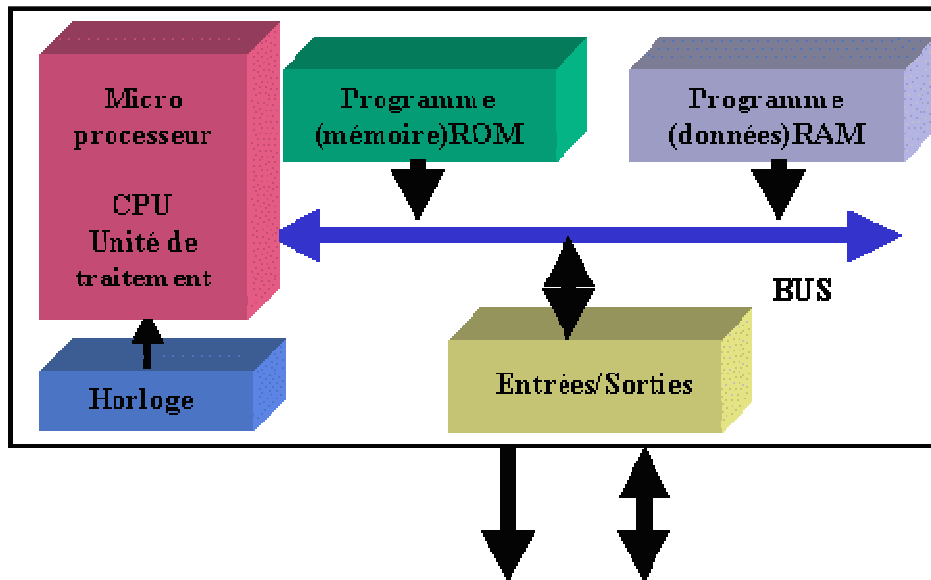 Micro
processeur
CPU
Unité de
traitement
Programme
(mémoire)ROM
Programme
(données)RAM
BUS
Horloge
Entrées/Sorties